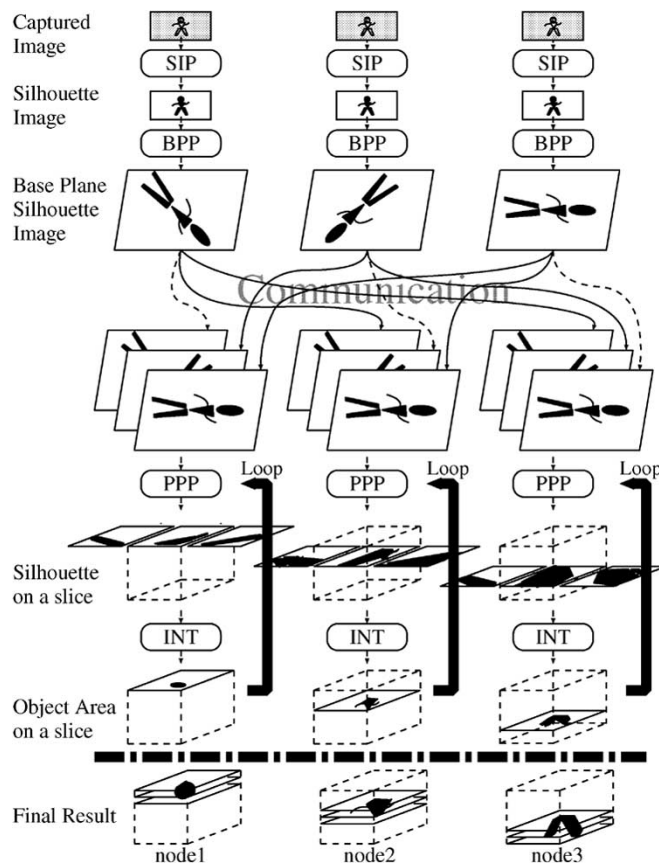 Captured
Image
SIP SIP SIP
Silhouette
Image
BPP BPP BPP
Base Plane
Silhouette
Image
Communication
Loop Loop Loop
PPP PPP PPP
Silhouette
on a slice
INT INT INT
Object Area
on a slice
Final Result
node1 node2 node3